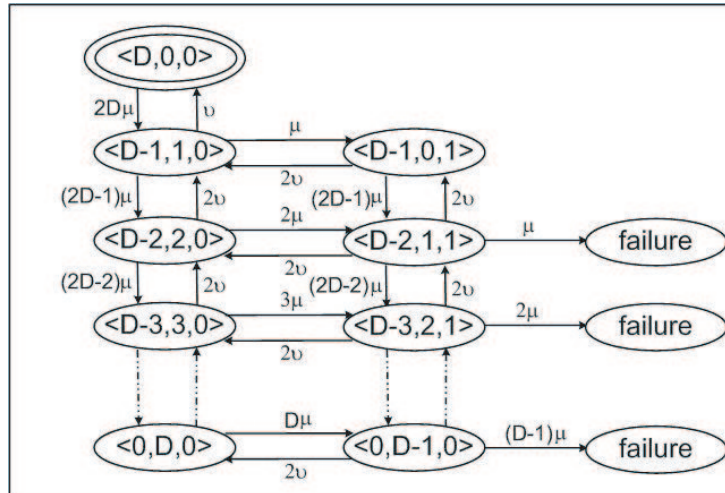 <D,0,0>
2Dμ
υ
<D-1,1,0>
μ
2υ
<D-1,0,1>
(2D-1)μ
2υ
(2D-1)μ
2υ
<D-2,2,0>
2μ
2υ
<D-2,1,1>
μ
failure
(2D-2)μ
2υ
(2D-2)μ
2υ
<D-3,3,0>
3μ
2υ
<D-3,2,1>
2μ
failure
<0,D,0>
Dμ
2υ
<0,D-1,0>
(D-1)μ
failure